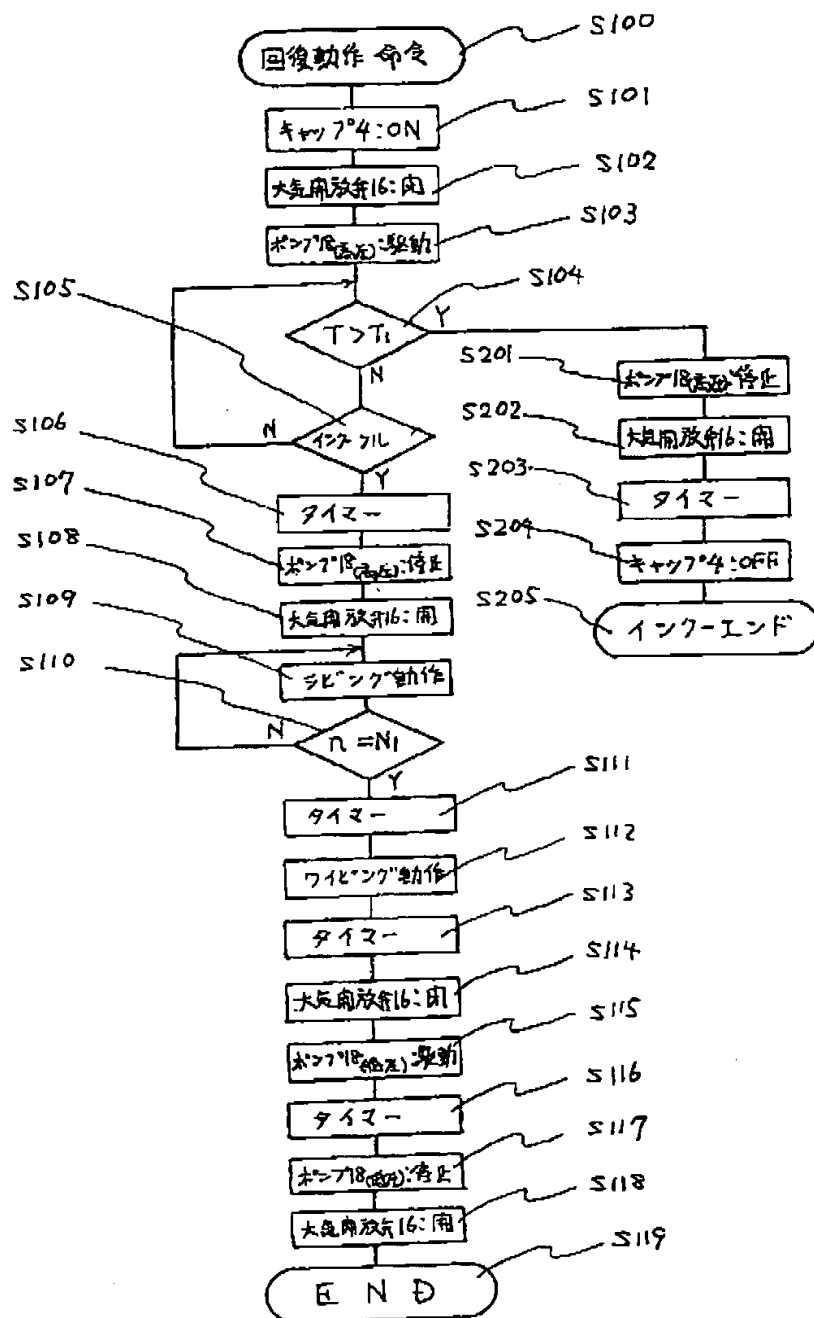 S100
回復動作 命令
S101
キャップ4:ON
S102
大気開放弁16:閉
S103
ポンプ18(高圧):駆動
S104
S105
T>T1
Y
N
S201
ポンプ18(高圧):停止
S202
大気開放弁16:開
S203
タイマー
S204
キャップ4:OFF
S205
インクーエンド
N
インクフル
Y
S106
タイマー
S107
ポンプ18(高圧):停止
S108
大気開放弁16:開
S109
ラビング動作
S110
N
n=N1
Y
S111
タイマー
S112
ワイピング動作
S113
タイマー
S114
大気開放弁16:閉
S115
ポンプ18(低圧):駆動
S116
タイマー
S117
ポンプ18:停止
S118
大気開放弁16:開
S119
END